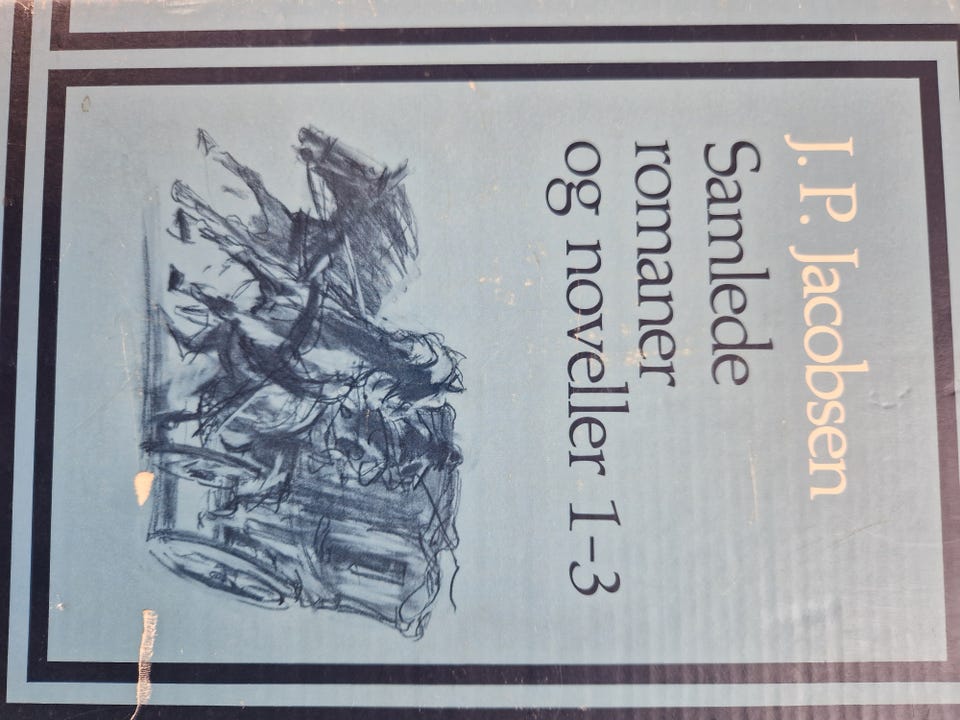 J. P. Jacobsen
Samlede
romaner
og noveller 1-3